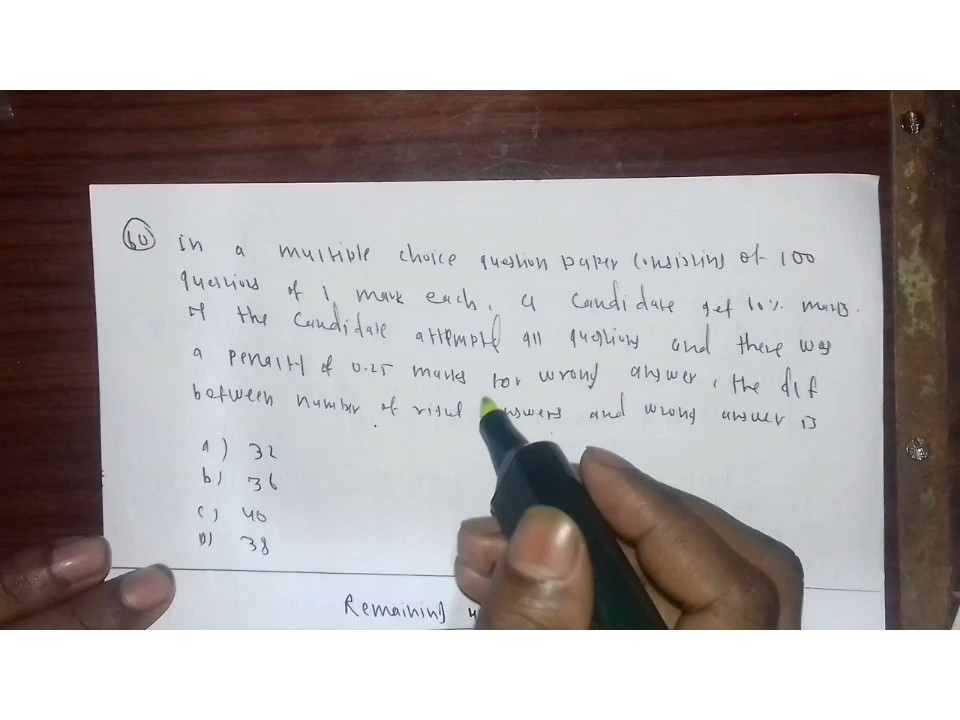 60
In a multiple choice question paper consisting of 100
questions of 1 mark each, a candidate get 10% marks.
If the candidate attempted all questions and there was
a penalty of 0.25 marks for wrong answer, the dif
between number of right answers and wrong answer is
a) 32
b) 36
c) 40
D) 38
Remaining